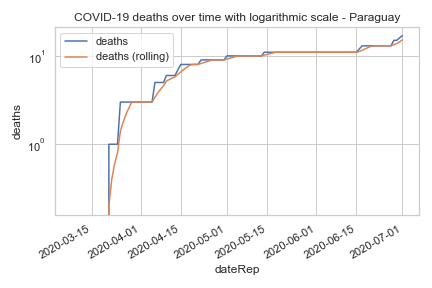 COVID-19 deaths over time with logarithmic scale - Paraguay
deaths
deaths (rolling)
10¹
10⁰
deaths
2020-03-15
2020-04-01
2020-04-15
2020-05-01
2020-05-15
2020-06-01
2020-06-15
2020-07-01
dateRep